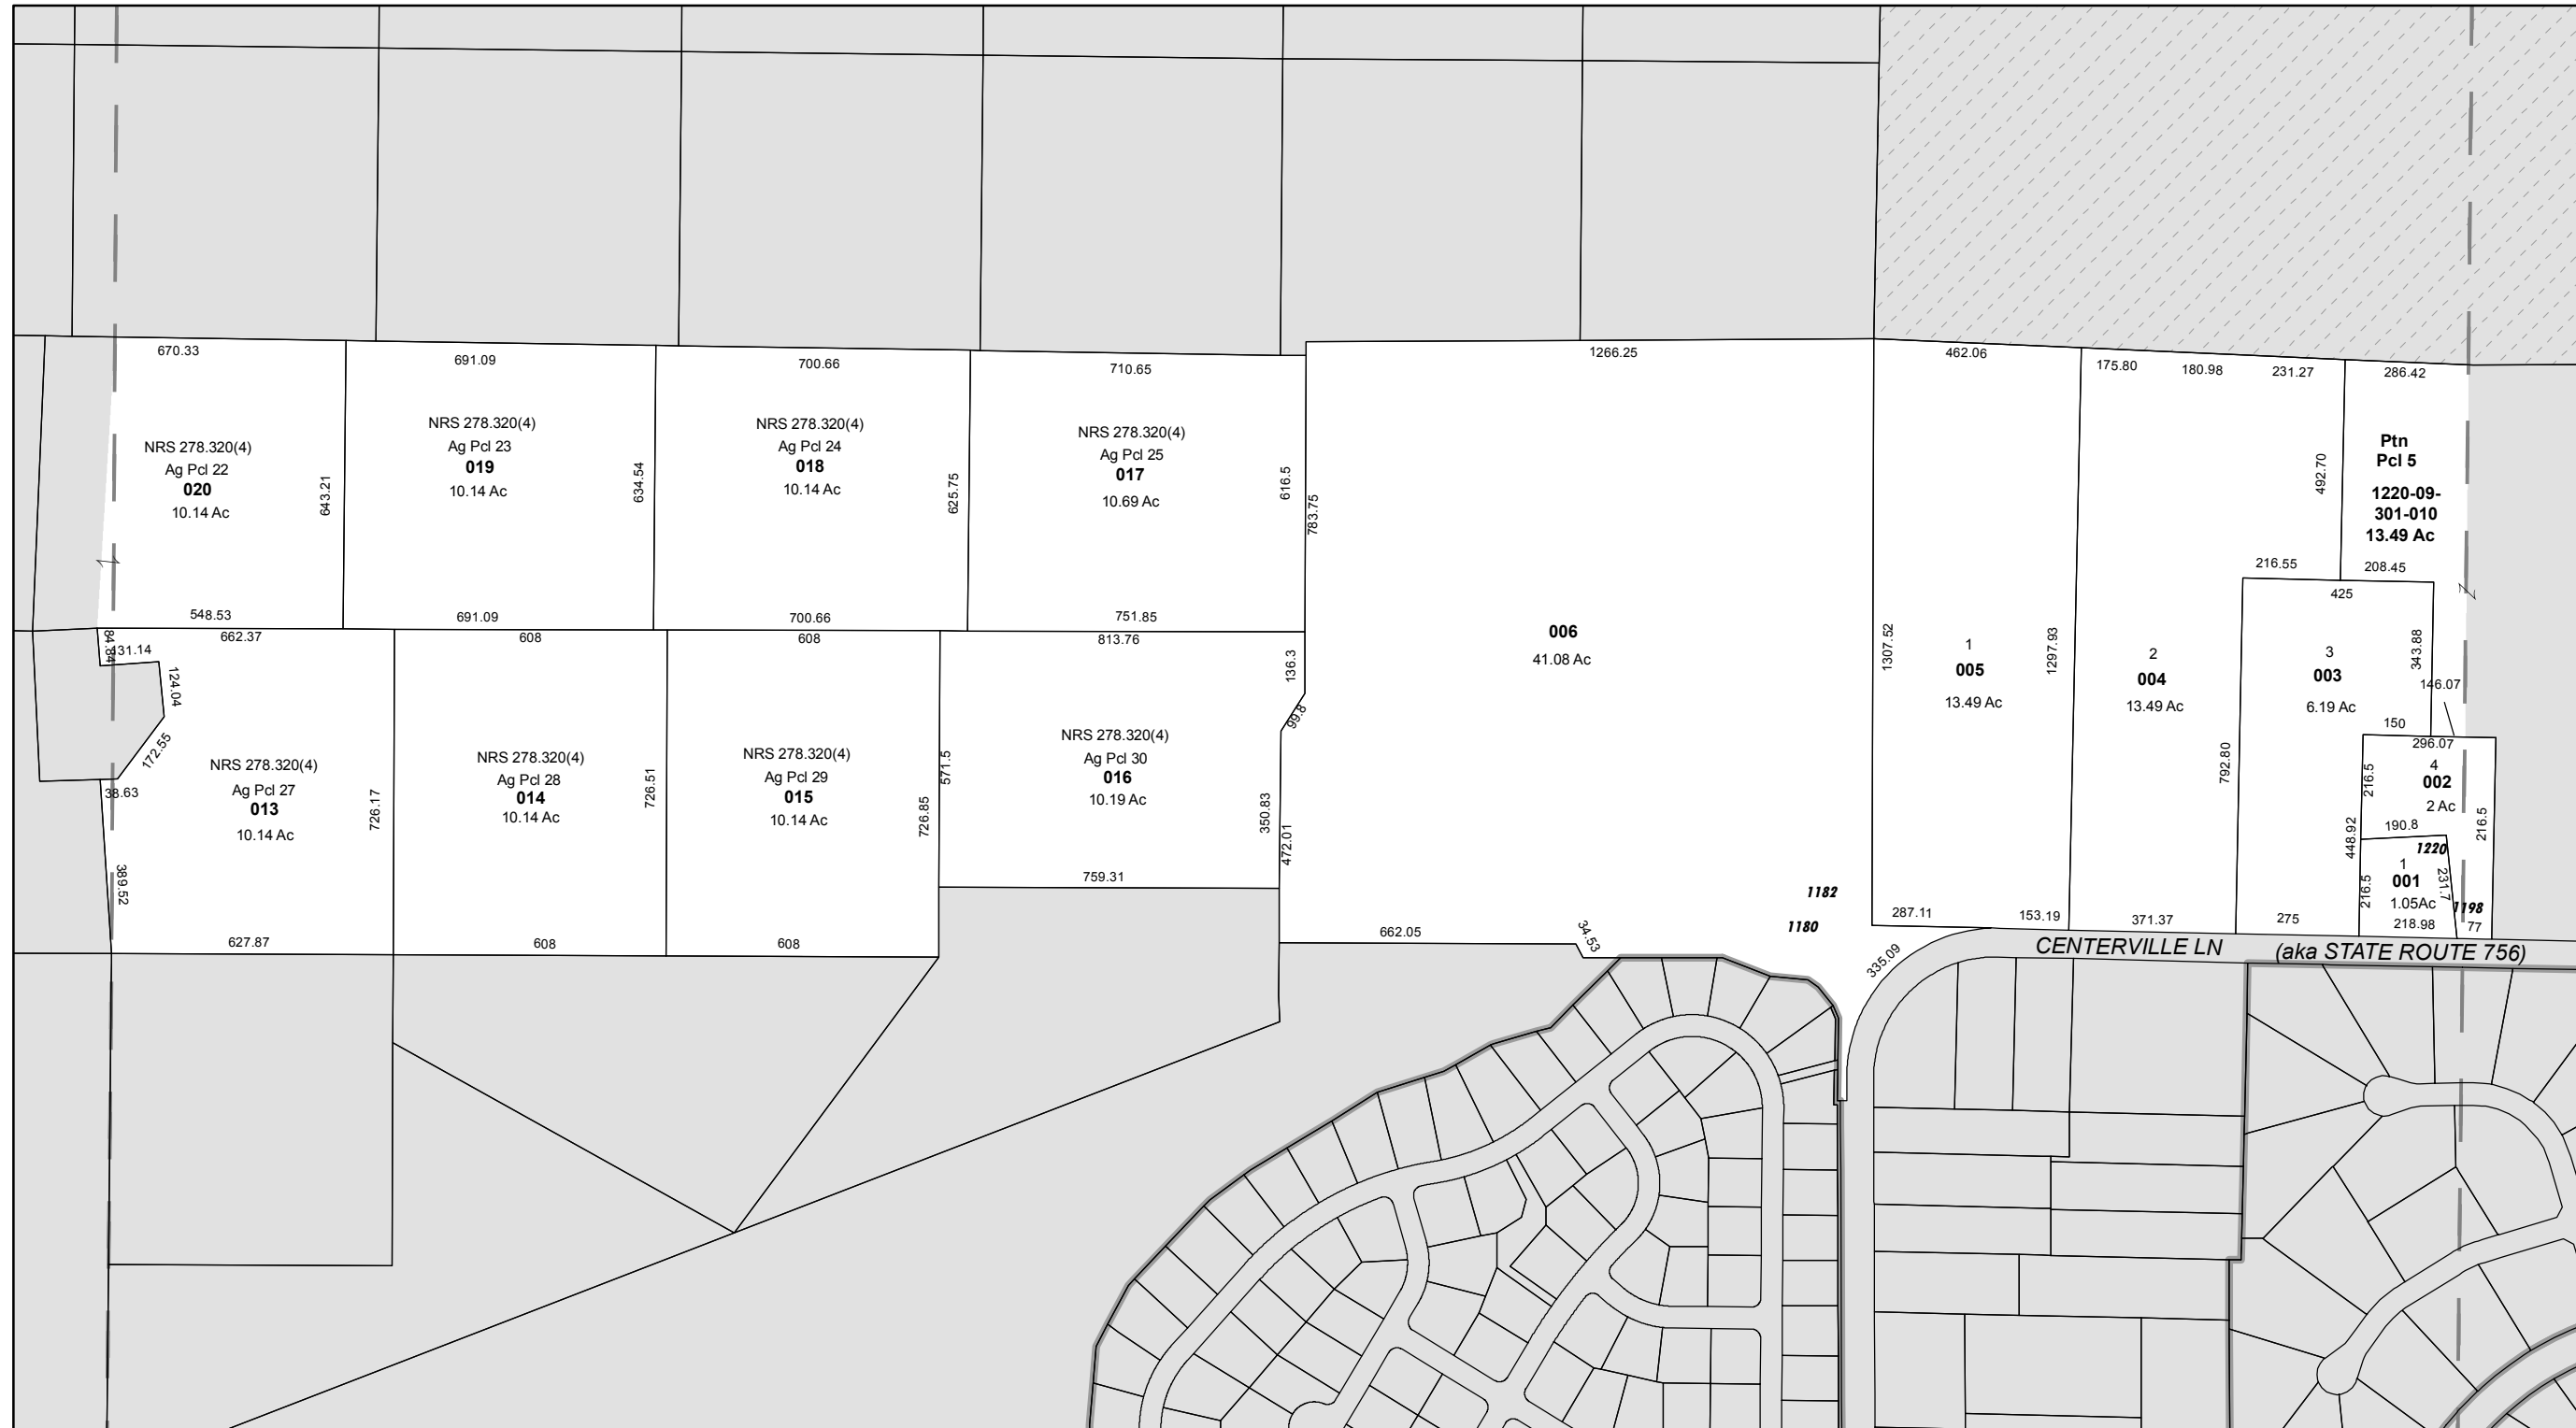 670.33
691.09
700.66
710.65
1266.25
462.06
175.80
180.98
231.27
286.42
NRS 278.320(4)
Ag Pcl 22
020
10.14 Ac
643.21
NRS 278.320(4)
Ag Pcl 23
019
10.14 Ac
634.54
NRS 278.320(4)
Ag Pcl 24
018
10.14 Ac
625.75
NRS 278.320(4)
Ag Pcl 25
017
10.69 Ac
616.5
783.75
Ptn
Pcl 5
1220-09-
301-010
13.49 Ac
492.70
216.55
208.45
425
548.53
691.09
700.66
751.85
662.37
608
608
813.76
84.84
131.14
124.04
172.55
38.63
389.52
NRS 278.320(4)
Ag Pcl 27
013
10.14 Ac
726.17
NRS 278.320(4)
Ag Pcl 28
014
10.14 Ac
726.51
NRS 278.320(4)
Ag Pcl 29
015
10.14 Ac
726.85
571.5
NRS 278.320(4)
Ag Pcl 30
016
10.19 Ac
136.3
99.8
350.83
472.01
759.31
006
41.08 Ac
1307.52
1
005
13.49 Ac
1297.93
2
004
13.49 Ac
792.80
3
003
6.19 Ac
343.88
146.07
150
296.07
4
002
2 Ac
216.5
216.5
190.8
448.92
1220
1
001
1.05Ac
216.5
231.7
1198
218.98
77
1182
1180
287.11
153.19
371.37
275
627.87
608
608
662.05
34.53
335.09
CENTERVILLE LN (aka STATE ROUTE 756)